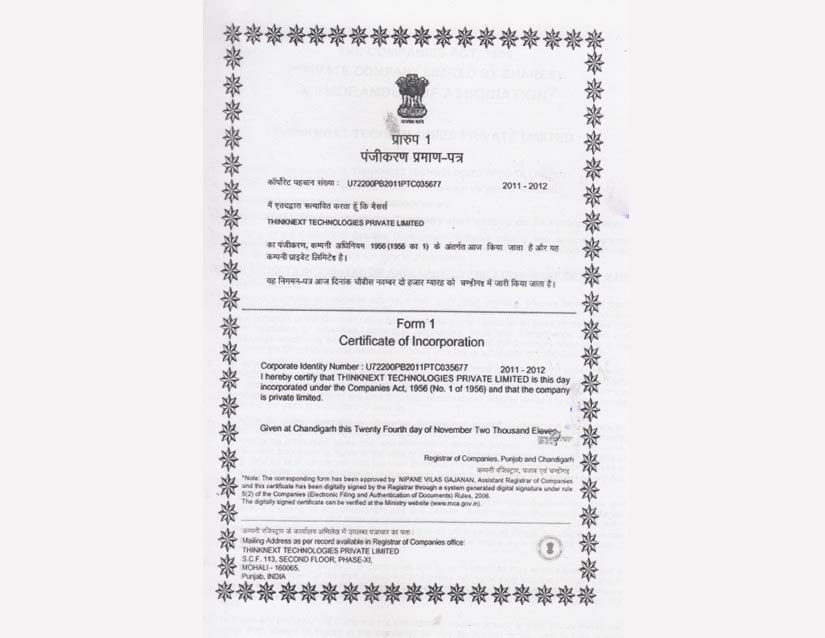 प्रारुप 1
पंजीकरण प्रमाण-पत्र
कॉर्पोरेट पहचान संख्या : U72200PB2011PTC035677 2011 - 2012
मैं एतदद्वारा सत्यापित करता हूँ कि मैसर्स
THINKNEXT TECHNOLOGIES PRIVATE LIMITED
का पंजीकरण, कम्पनी अधिनियम 1956 (1956 का 1) के अंतर्गत आज किया जाता है और यह
कम्पनी प्राइवेट लिमिटेड है।
यह निगमन-पत्र आज दिनांक चौबीस नवम्बर दो हजार ग्यारह को चण्डीगढ़ में जारी किया जाता है।
Form 1
Certificate of Incorporation
Corporate Identity Number : U72200PB2011PTC035677 2011 - 2012
I hereby certify that THINKNEXT TECHNOLOGIES PRIVATE LIMITED is this day
incorporated under the Companies Act, 1956 (No. 1 of 1956) and that the company
is private limited.
Given at Chandigarh this Twenty Fourth day of November Two Thousand Eleven.
Registrar of Companies, Punjab and Chandigarh
कम्पनी रजिस्ट्रार, पंजाब एवं चण्डीगढ़
*Note: The corresponding form has been approved by NIPANE VILAS GAJANAN, Assistant Registrar of Companies
and this certificate has been digitally signed by the Registrar through a system generated digital signature under rule
5(2) of the Companies (Electronic Filing and Authentication of Documents) Rules, 2006.
The digitally signed certificate can be verified at the Ministry website (www.mca.gov.in).
कम्पनी रजिस्ट्रार के कार्यालय अभिलेख में उपलब्ध पत्राचार का पता :
Mailing Address as per record available in Registrar of Companies office:
THINKNEXT TECHNOLOGIES PRIVATE LIMITED
S.C.F. 113, SECOND FLOOR, PHASE-XI,
MOHALI - 160065,
Punjab, INDIA